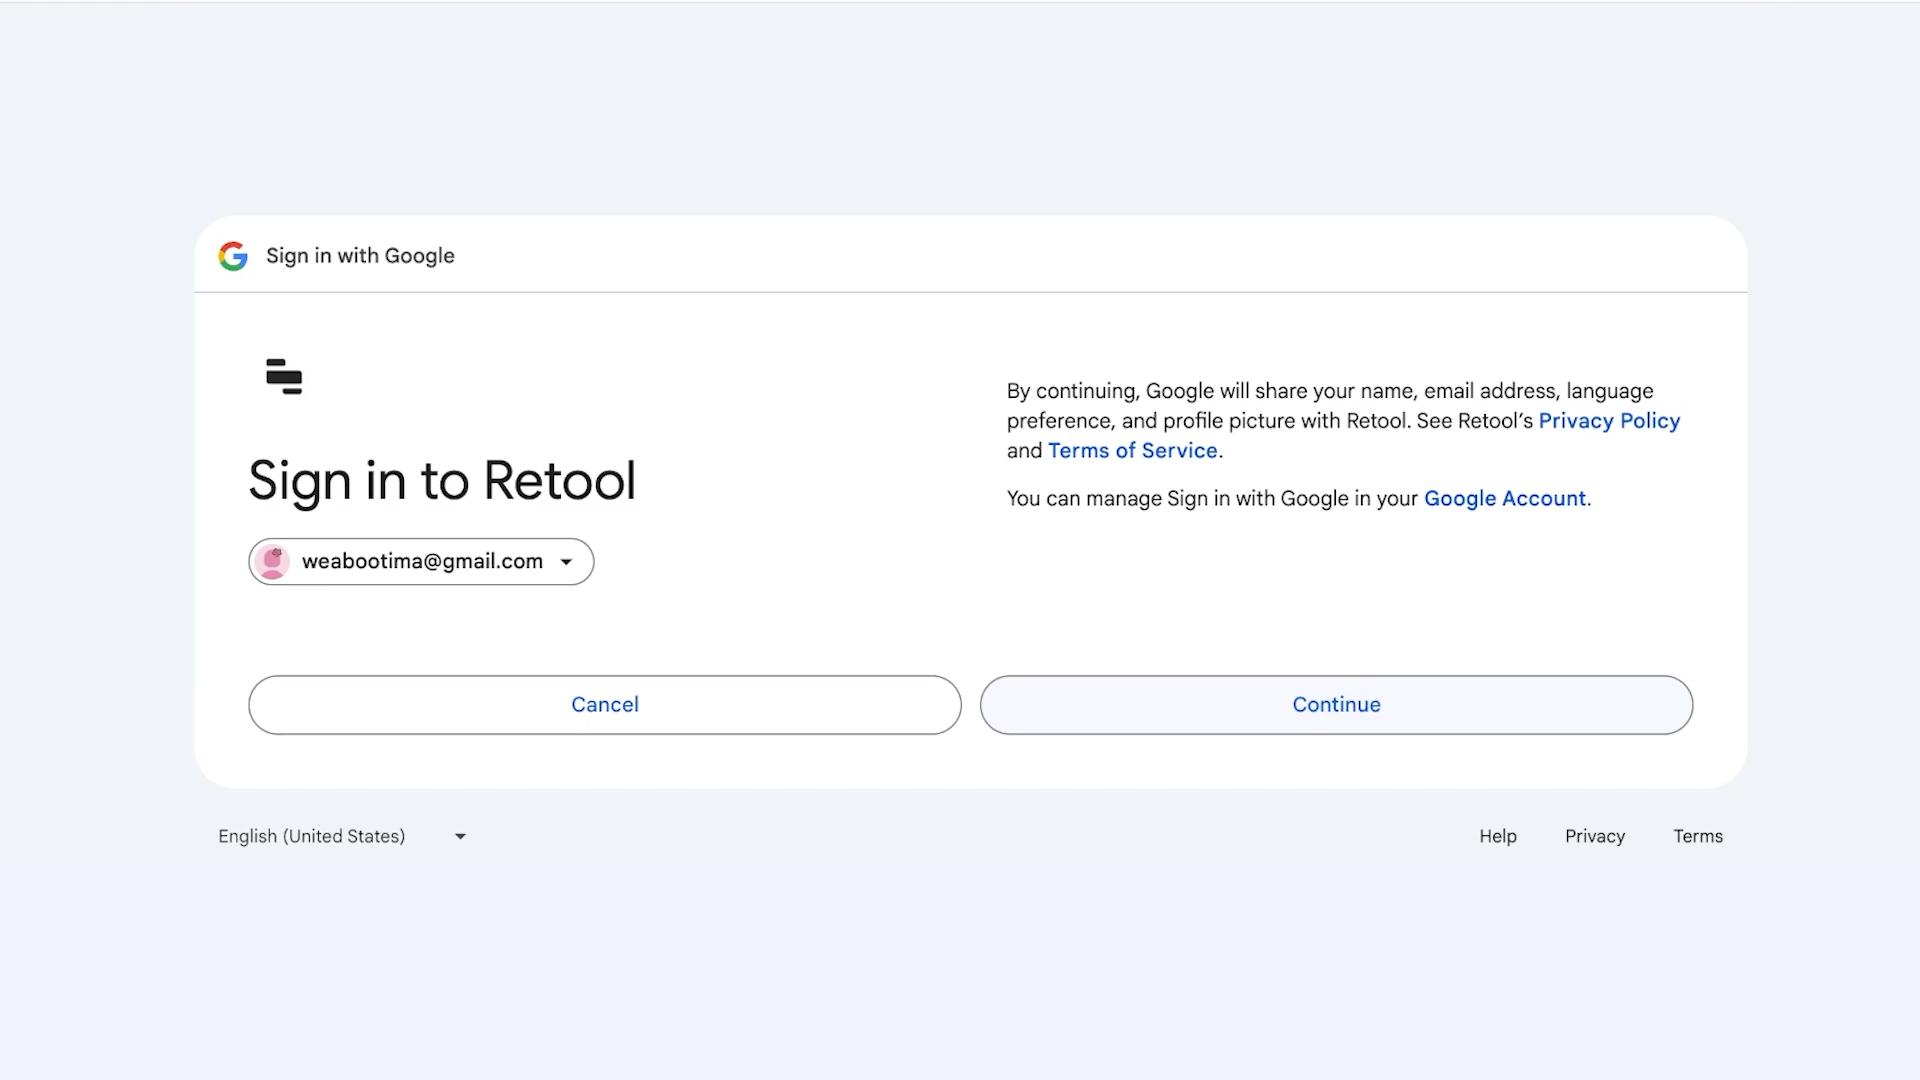 Sign in with Google
Sign in to Retool
weabootima@gmail.com
By continuing, Google will share your name, email address, language
preference, and profile picture with Retool. See Retool’s Privacy Policy
and Terms of Service.
You can manage Sign in with Google in your Google Account.
Cancel
Continue
English (United States)
Help
Privacy
Terms